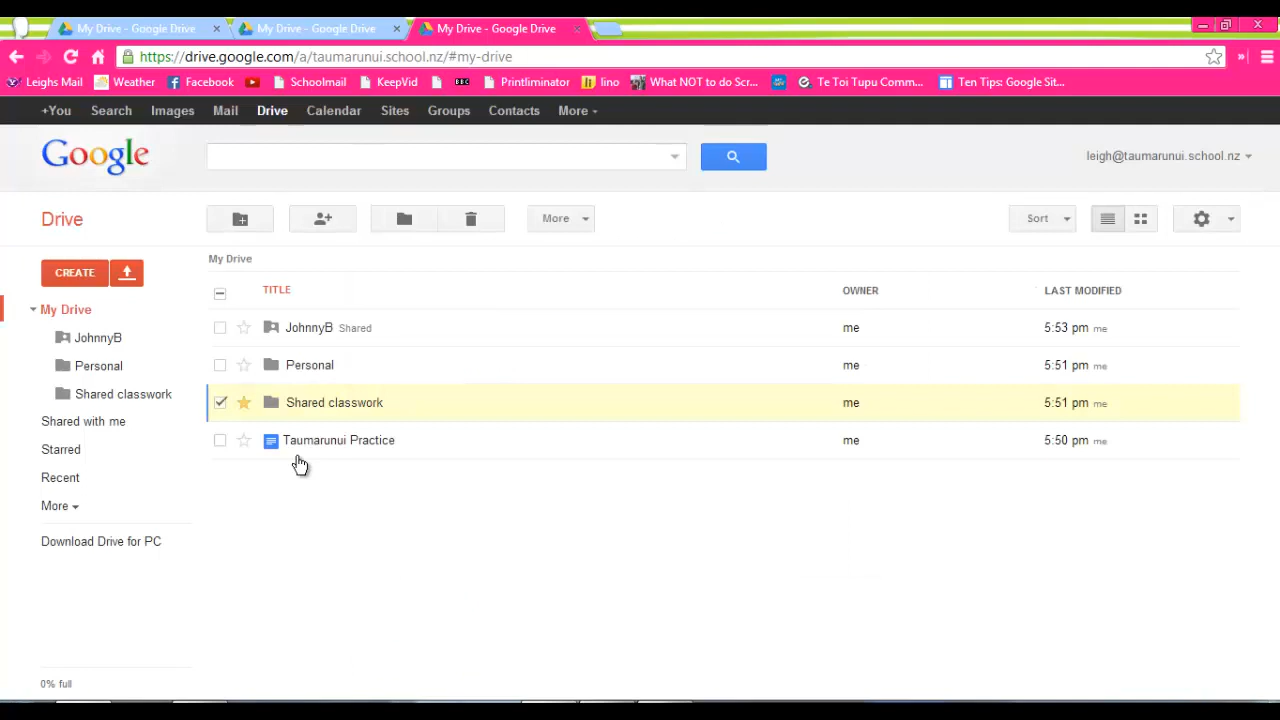 My Drive - Google Drive
My Drive - Google Drive
My Drive - Google Drive
https://drive.google.com/a/taumarunui.school.nz/#my-drive
Leighs Mail Weather Facebook Schoolmail KeepVid BBC Printliminator lino What NOT to do Scr... Te Toi Tupu Comm... Ten Tips: Google Sit...
+You Search Images Mail Drive Calendar Sites Groups Contacts More
Google
leigh@taumarunui.school.nz
Drive
More
Sort
My Drive
CREATE
TITLE OWNER LAST MODIFIED
My Drive
JohnnyB Shared me 5:53 pm me
JohnnyB
Personal me 5:51 pm me
Personal
Shared classwork me 5:51 pm me
Shared classwork
Shared with me
Taumarunui Practice me 5:50 pm me
Starred
Recent
More
Download Drive for PC
0% full